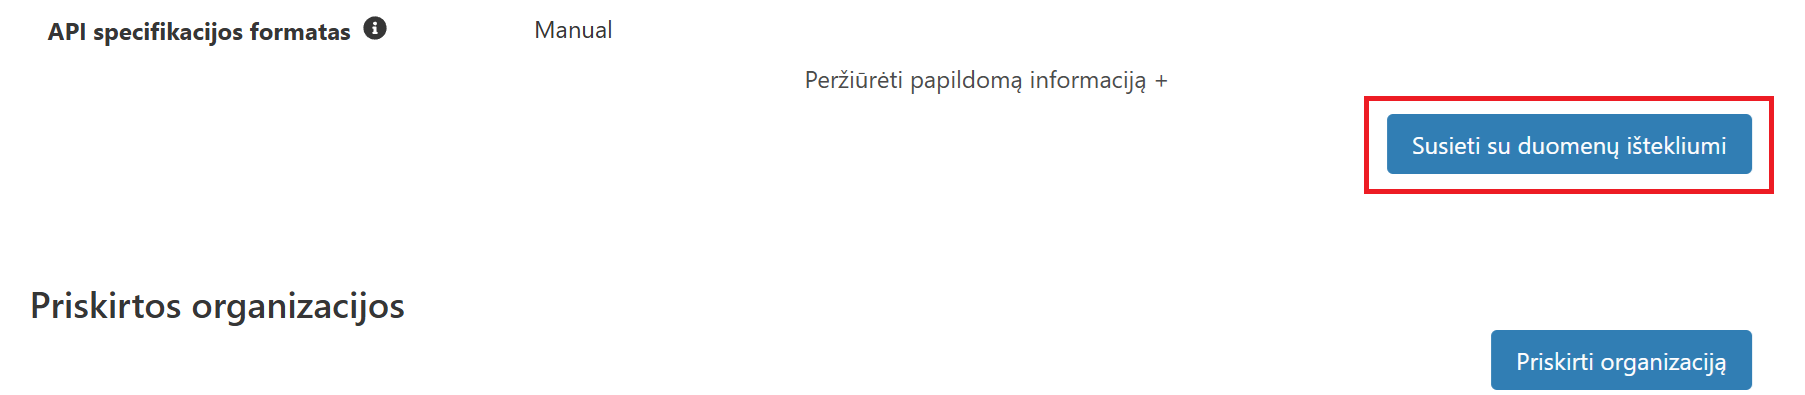 API specifikacijos formatas Manual
Peržiūrėti papildomą informaciją +
Susieti su duomenų ištekliumi
Priskirtos organizacijos
Priskirti organizaciją